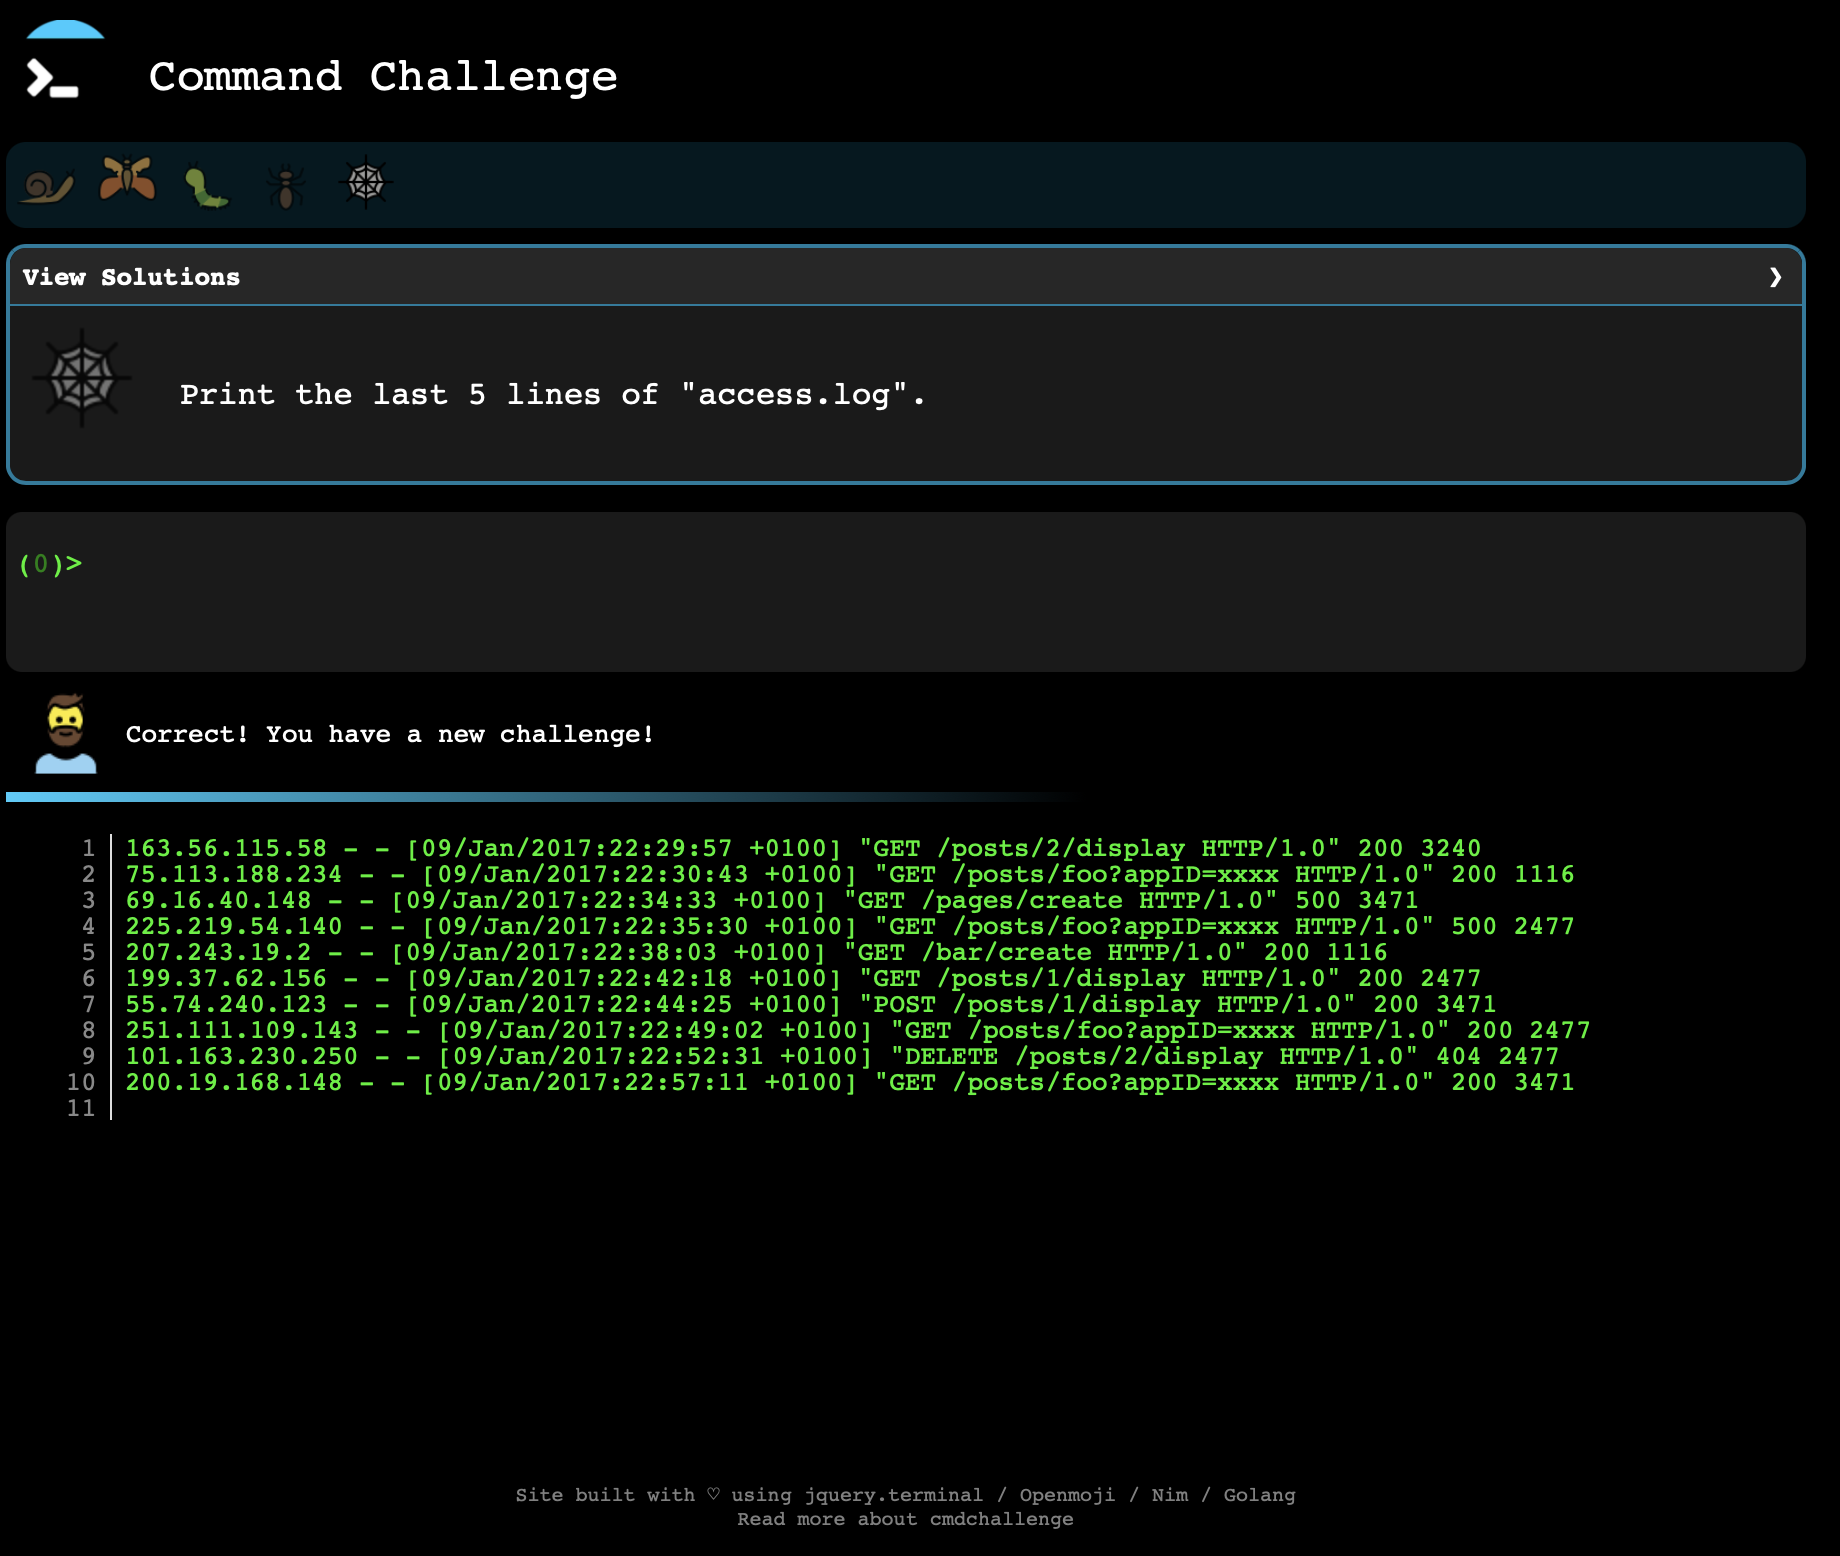 Command Challenge
View Solutions ❯
Print the last 5 lines of "access.log".
(0)>
Correct! You have a new challenge!
1 163.56.115.58 - - [09/Jan/2017:22:29:57 +0100] "GET /posts/2/display HTTP/1.0" 200 3240
2 75.113.188.234 - - [09/Jan/2017:22:30:43 +0100] "GET /posts/foo?appID=xxxx HTTP/1.0" 200 1116
3 69.16.40.148 - - [09/Jan/2017:22:34:33 +0100] "GET /pages/create HTTP/1.0" 500 3471
4 225.219.54.140 - - [09/Jan/2017:22:35:30 +0100] "GET /posts/foo?appID=xxxx HTTP/1.0" 500 2477
5 207.243.19.2 - - [09/Jan/2017:22:38:03 +0100] "GET /bar/create HTTP/1.0" 200 1116
6 199.37.62.156 - - [09/Jan/2017:22:42:18 +0100] "GET /posts/1/display HTTP/1.0" 200 2477
7 55.74.240.123 - - [09/Jan/2017:22:44:25 +0100] "POST /posts/1/display HTTP/1.0" 200 3471
8 251.111.109.143 - - [09/Jan/2017:22:49:02 +0100] "GET /posts/foo?appID=xxxx HTTP/1.0" 200 2477
9 101.163.230.250 - - [09/Jan/2017:22:52:31 +0100] "DELETE /posts/2/display HTTP/1.0" 404 2477
10 200.19.168.148 - - [09/Jan/2017:22:57:11 +0100] "GET /posts/foo?appID=xxxx HTTP/1.0" 200 3471
11
Site built with ♡ using jquery.terminal / Openmoji / Nim / Golang
Read more about cmdchallenge